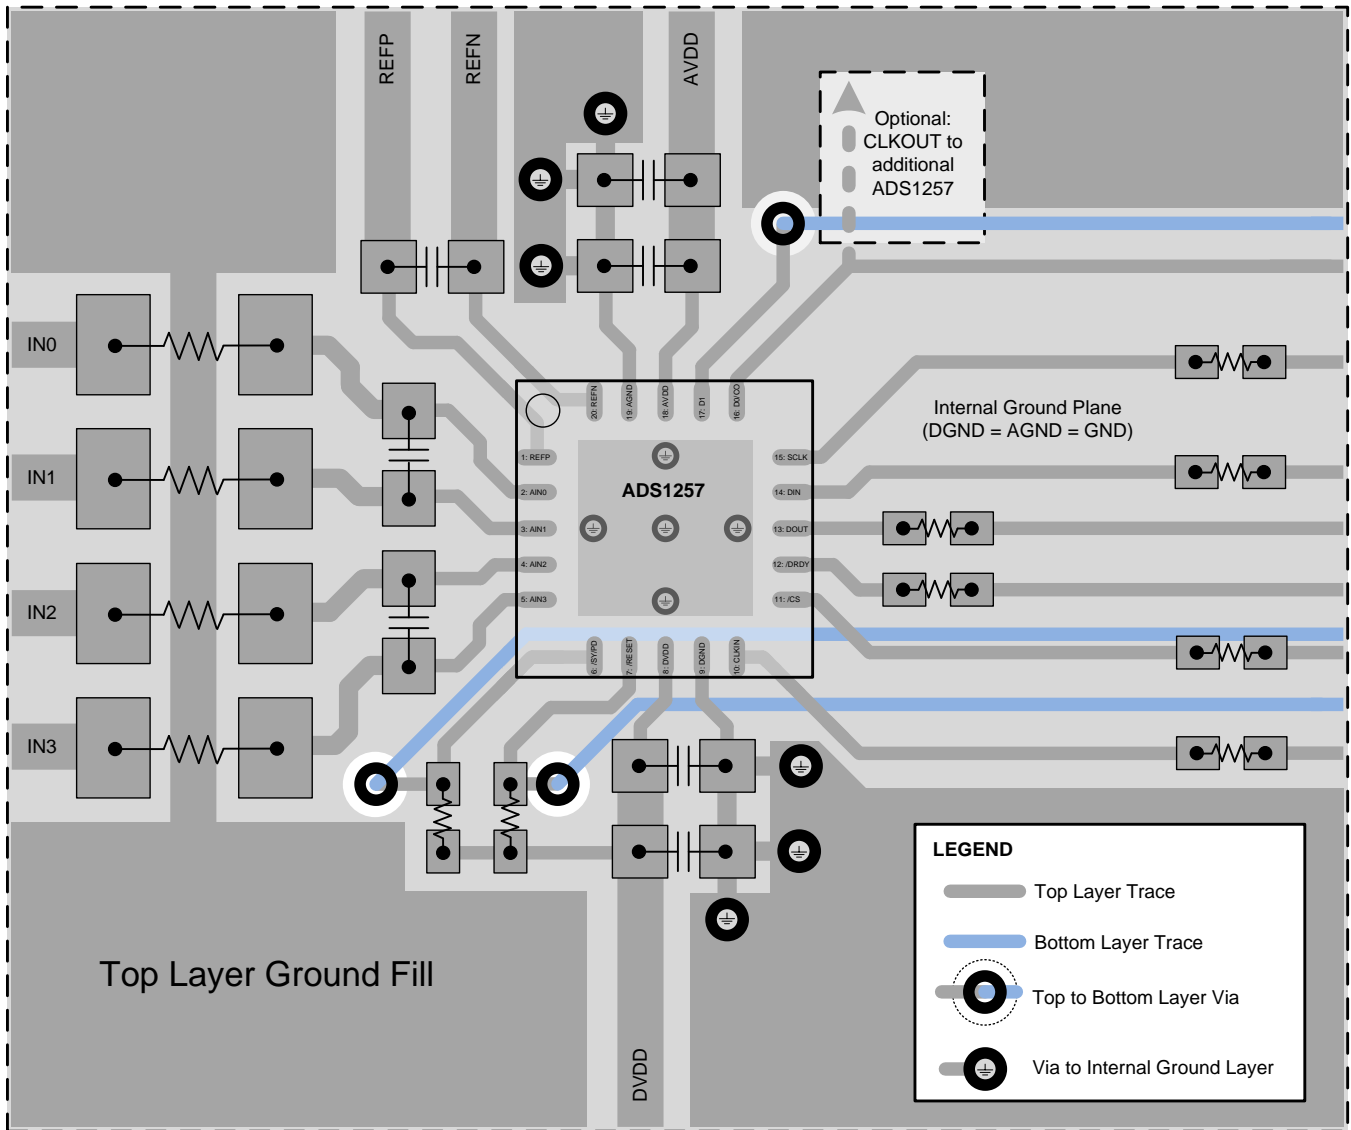 REFP
REFN
AVDD
Optional:
CLKOUT to
additional
ADS1257
IN0
IN1
IN2
IN3
20: REFN
19: AGND
18: AVDD
17: D1
16: D0/CO
1: REFP
2: AIN0
3: AIN1
4: AIN2
5: AIN3
ADS1257
15: SCLK
14: DIN
13: DOUT
12: /DRDY
11: /CS
6: /SY/PD
7: /RESET
8: DVDD
9: DGND
10: CLKIN
Internal Ground Plane
(DGND = AGND = GND)
Top Layer Ground Fill
DVDD
LEGEND
Top Layer Trace
Bottom Layer Trace
Top to Bottom Layer Via
Via to Internal Ground Layer